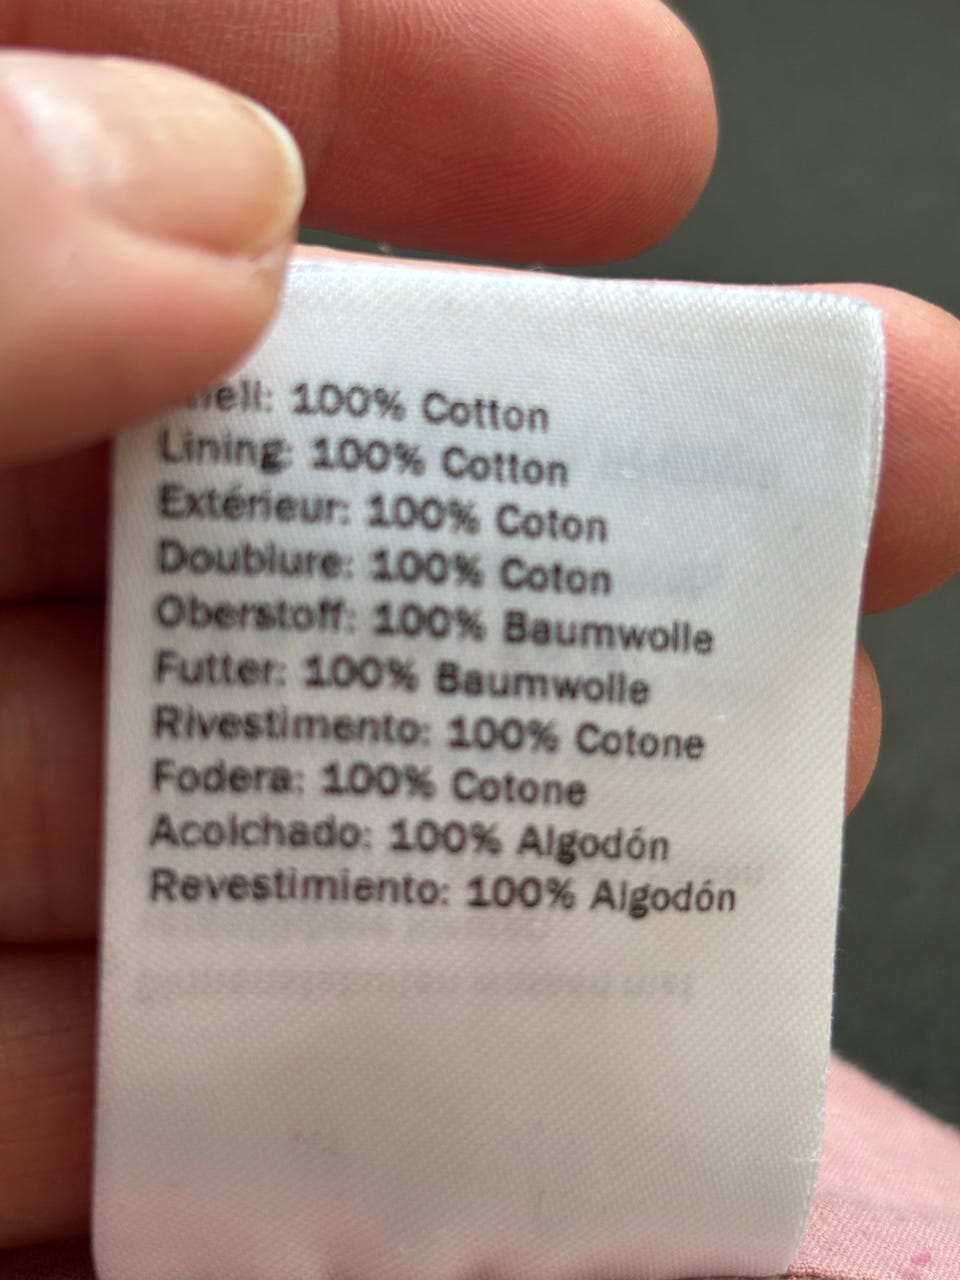 hell: 100% Cotton
Lining: 100% Cotton
Extérieur: 100% Coton
Doublure: 100% Coton
Oberstoff: 100% Baumwolle
Futter: 100% Baumwolle
Rivestimento: 100% Cotone
Fodera: 100% Cotone
Acolchado: 100% Algodón
Revestimiento: 100% Algodón